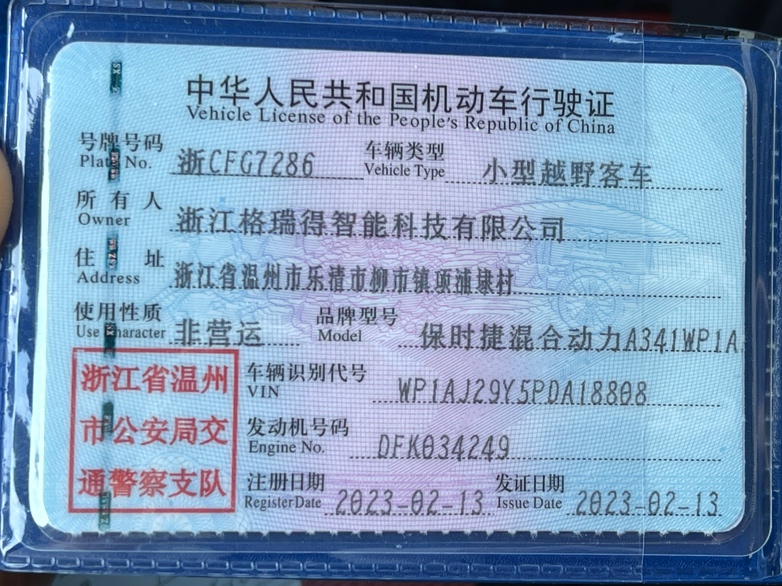 中华人民共和国机动车行驶证
Vehicle License of the People's Republic of China
号牌号码 浙CFG7286 车辆类型 小型越野客车
Plate No. Vehicle Type
所有人 浙江格瑞得智能科技有限公司
Owner
住址 浙江省温州市乐清市柳市镇项浦埭村
Address
使用性质 非营运 品牌型号 保时捷混合动力A341WP1A
Use Character Model
浙江省温州
市公安局交
通警察支队
车辆识别代号 WP1AJ29Y5PDA18808
VIN
发动机号码 DFK034249
Engine No.
注册日期 2023-02-13 发证日期 2023-02-13
Register Date Issue Date